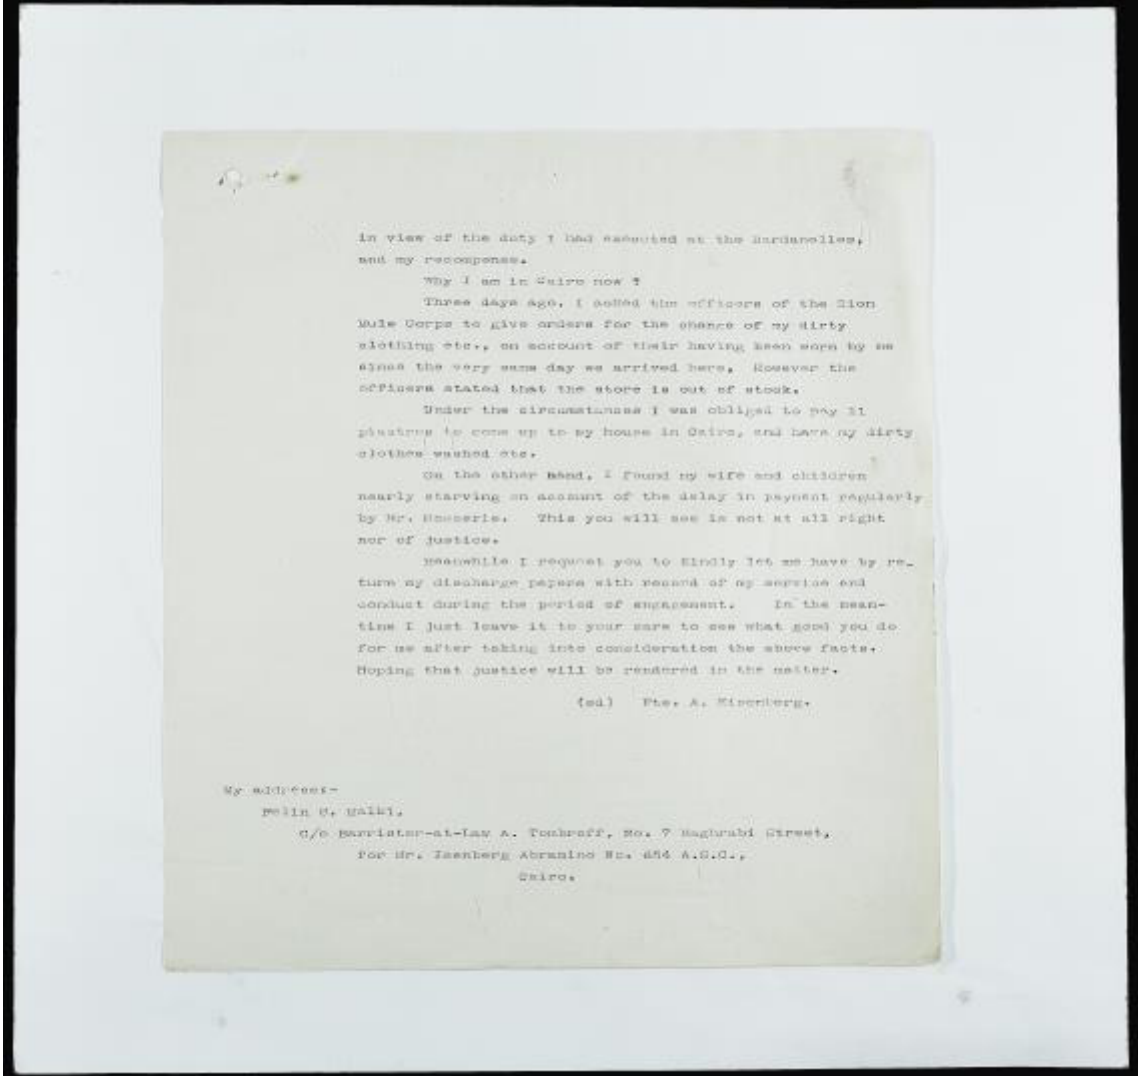 in view of the duty I had executed at the Dardanelles,
and my recompense.
Why I am in Cairo now ?
Three days ago, I asked the officers of the Zion
Mule Corps to give orders for the change of my dirty
clothing etc., on account of their having been worn by me
since the very same day we arrived here. However the
officers stated that the store is out of stock.
Under the circumstances I was obliged to pay 11
piastres to come up to my house in Cairo, and have my dirty
clothes washed etc.
On the other hand, I found my wife and children
nearly starving on account of the delay in payment regularly
by Mr. This you will see is not at all right
nor of justice.
Meanwhile I request you to kindly let me have by re-
turn my discharge papers with record of my service and
conduct during the period of engagement. In the mean-
time I just leave it to your care to see what good you do
for me after taking into consideration the above facts.
Hoping that justice will be rendered in the matter.
(sd) Pte. A.
My address:-
C/o Barrister-at-Law A. No. 7 Maghrabi Street,
for Mr. Isenberg Abramino No. 654 A.S.C.,
Cairo.